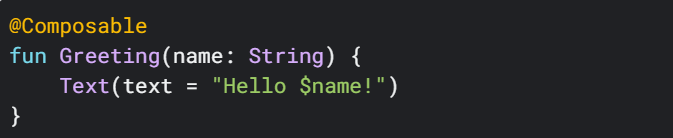 @Composable
fun Greeting(name: String) {
    Text(text = "Hello $name!")
}